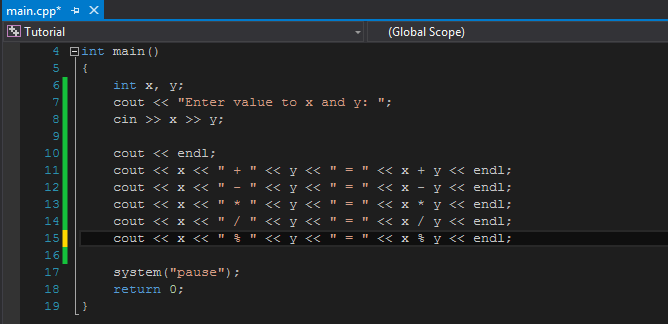 main.cpp*
Tutorial (Global Scope)
4 int main()
5 {
6 int x, y;
7 cout << "Enter value to x and y: ";
8 cin >> x >> y;
9
10 cout << endl;
11 cout << x << " + " << y << " = " << x + y << endl;
12 cout << x << " - " << y << " = " << x - y << endl;
13 cout << x << " * " << y << " = " << x * y << endl;
14 cout << x << " / " << y << " = " << x / y << endl;
15 cout << x << " % " << y << " = " << x % y << endl;
16
17 system("pause");
18 return 0;
19 }